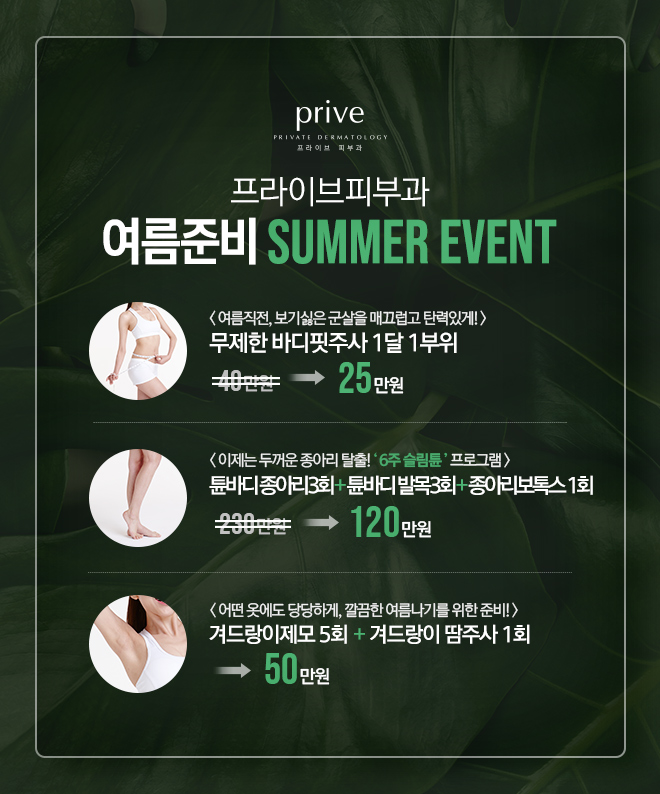 prive
PRIVATE DERMATOLOGY
프라이브 피부과
프라이브피부과
여름준비 SUMMER EVENT
〈 여름직전, 보기싫은 군살을 매끄럽고 탄력있게! 〉
무제한 바디핏주사 1달 1부위
40만원 → 25만원
〈 이제는 두꺼운 종아리 탈출! ‘6주 슬림튠’ 프로그램 〉
튠바디 종아리3회+튠바디 발목3회+종아리보톡스 1회
230만원 → 120만원
〈 어떤 옷에도 당당하게, 깔끔한 여름나기를 위한 준비! 〉
겨드랑이제모 5회 + 겨드랑이 땀주사 1회
→ 50만원